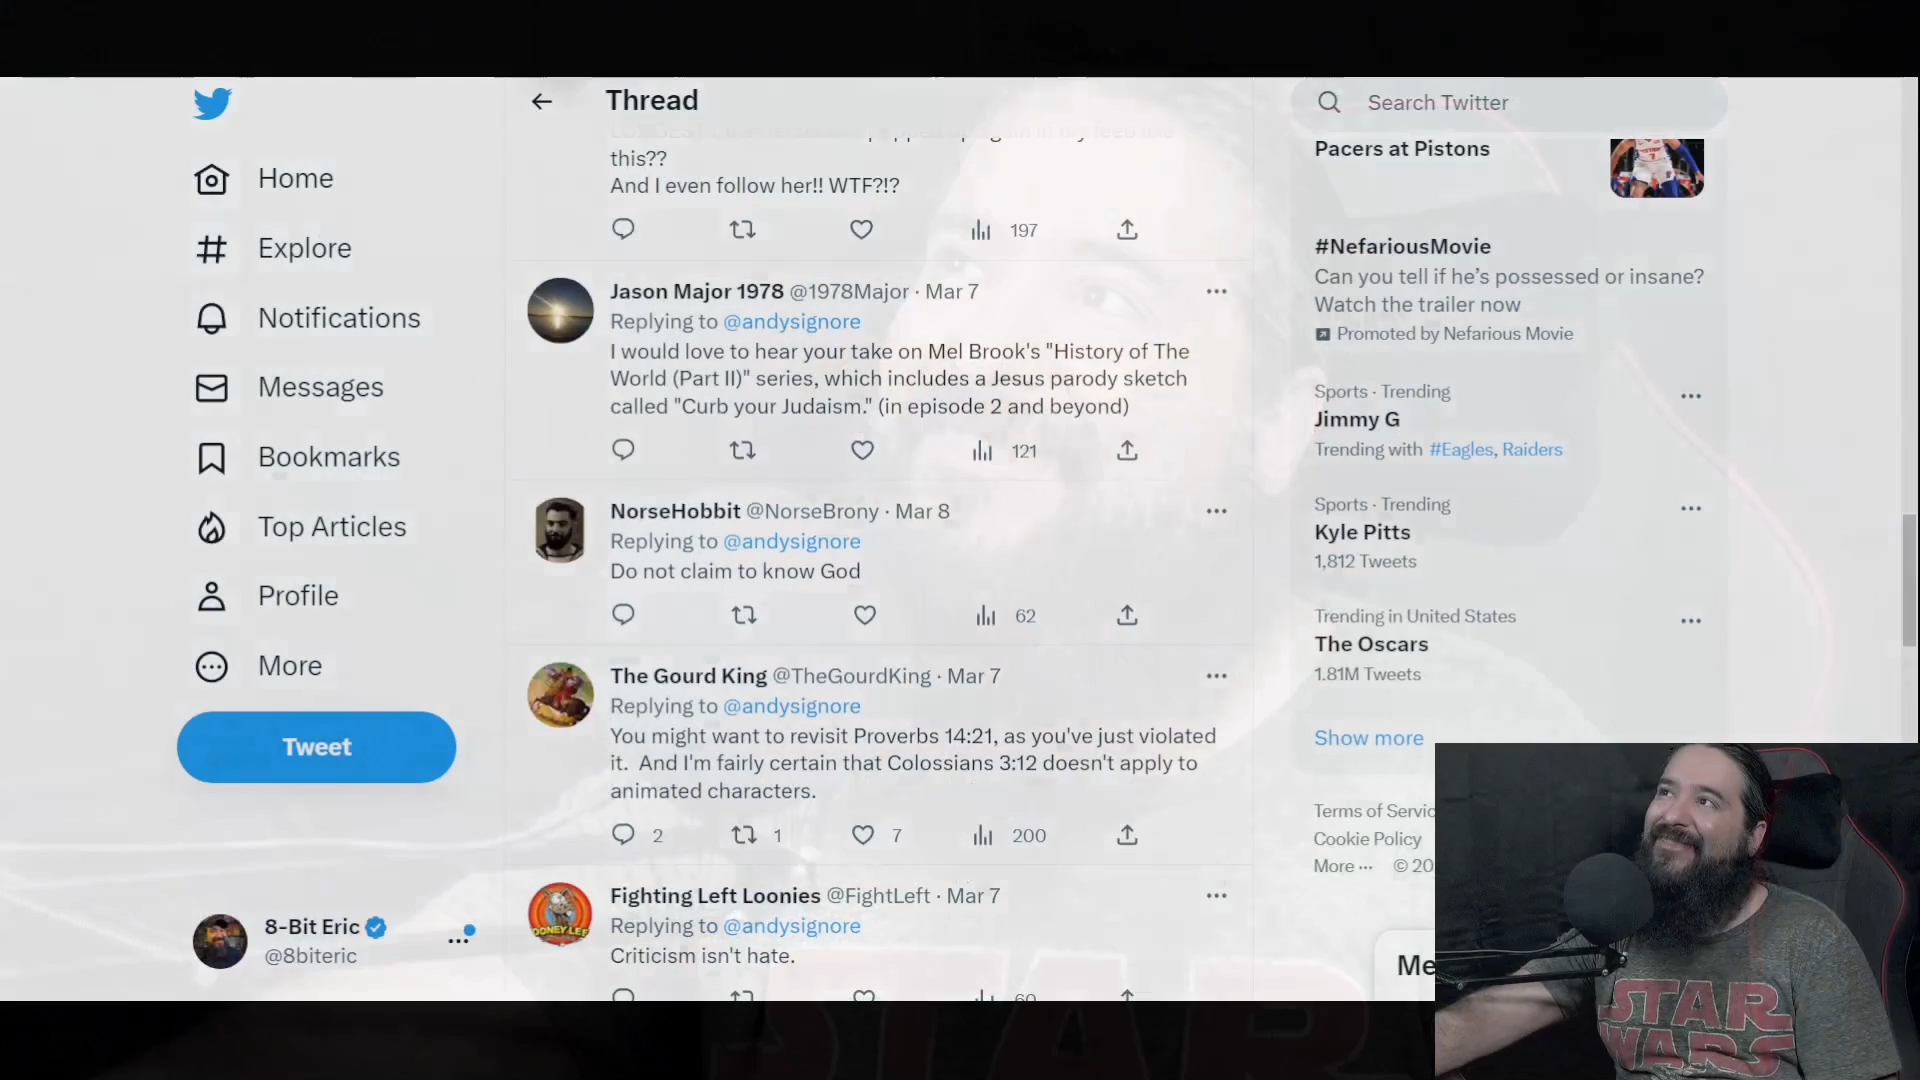 Thread
Search Twitter
Home
Explore
Notifications
Messages
Bookmarks
Top Articles
Profile
More
Tweet
8-Bit Eric
@8biteric
this??
And I even follow her!! WTF?!?
197
Jason Major 1978 @1978Major · Mar 7
Replying to @andysignore
I would love to hear your take on Mel Brook's "History of The
World (Part II)" series, which includes a Jesus parody sketch
called "Curb your Judaism." (in episode 2 and beyond)
121
NorseHobbit @NorseBrony · Mar 8
Replying to @andysignore
Do not claim to know God
62
The Gourd King @TheGourdKing · Mar 7
Replying to @andysignore
You might want to revisit Proverbs 14:21, as you've just violated
it. And I'm fairly certain that Colossians 3:12 doesn't apply to
animated characters.
2 1 7 200
Fighting Left Loonies @FightLeft · Mar 7
Replying to @andysignore
Criticism isn't hate.
60
Pacers at Pistons
#NefariousMovie
Can you tell if he's possessed or insane?
Watch the trailer now
Promoted by Nefarious Movie
Sports · Trending
Jimmy G
Trending with #Eagles, Raiders
Sports · Trending
Kyle Pitts
1,812 Tweets
Trending in United States
The Oscars
1.81M Tweets
Show more
Terms of Servic
Cookie Policy
More ··· © 20
Me
STAR
WARS